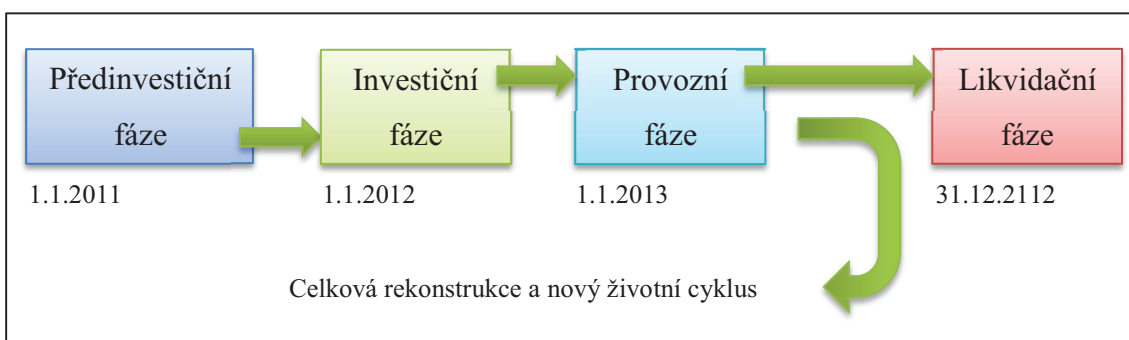 Předinvestiční
fáze
Investiční
fáze
Provozní
fáze
Likvidační
fáze
1.1.2011
1.1.2012
1.1.2013
31.12.2112
Celková rekonstrukce a nový životní cyklus